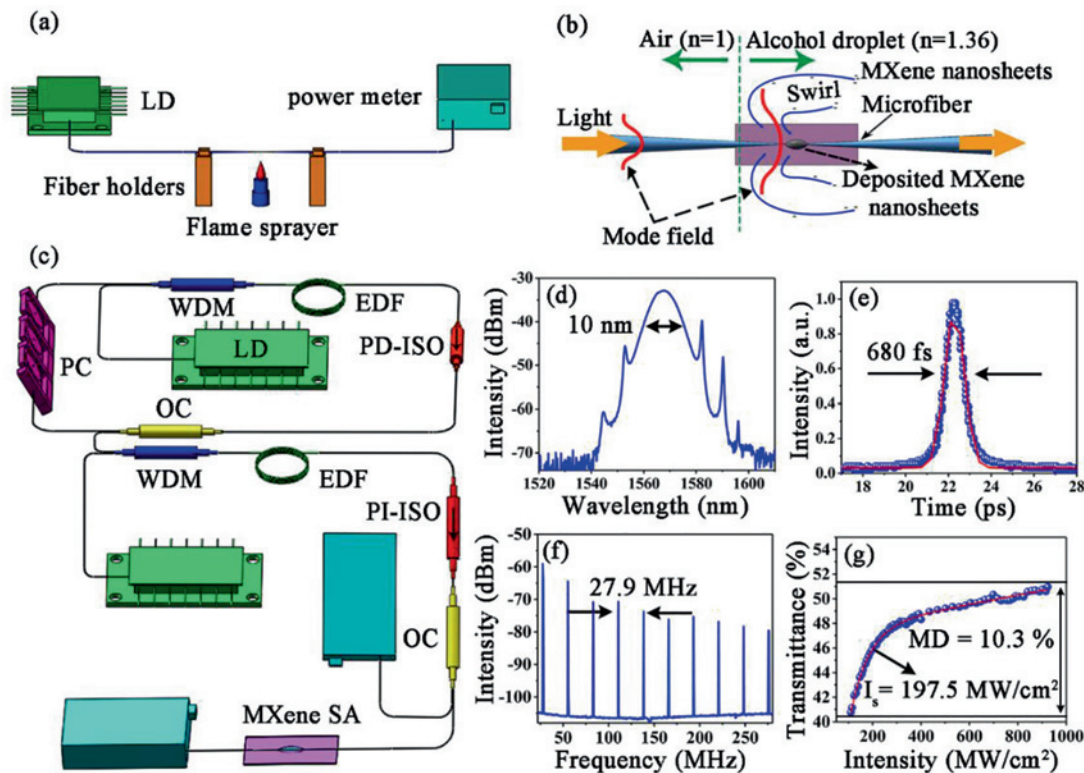 (a)
LD
power meter
Fiber holders
Flame sprayer
(b)
Air (n=1)
Alcohol droplet (n=1.36)
MXene nanosheets
Swirl
Microfiber
Light
Deposited MXene
nanosheets
Mode field
(c)
WDM
EDF
LD
PD-ISO
PC
OC
WDM
EDF
PI-ISO
OC
MXene SA
(d)
10 nm
Intensity (dBm)
-30
-40
-50
-60
-70
1520 1540 1560 1580 1600
Wavelength (nm)
(e)
680 fs
Intensity (a.u.)
1.0
0.8
0.6
0.4
0.2
0.0
18 20 22 24 26 28
Time (ps)
(f)
27.9 MHz
Intensity (dBm)
-50
-60
-70
-80
-90
-100
50 100 150 200 250
Frequency (MHz)
(g)
Transmittance (%)
54
52
50
48
46
44
42
40
MD = 10.3 %
Is = 197.5 MW/cm²
200 400 600 800 1000
Intensity (MW/cm²)